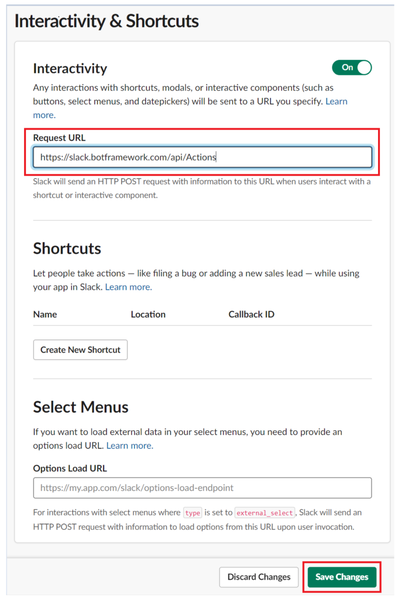 Interactivity & Shortcuts
Interactivity
On
Any interactions with shortcuts, modals, or interactive components (such as
buttons, select menus, and datepickers) will be sent to a URL you specify. Learn
more.
Request URL
https://slack.botframework.com/api/Actions
Slack will send an HTTP POST request with information to this URL when users interact with a
shortcut or interactive component.
Shortcuts
Let people take actions — like filing a bug or adding a new sales lead — while using
your app in Slack. Learn more.
Name Location Callback ID
Create New Shortcut
Select Menus
If you want to load external data in your select menus, you need to provide an
options load URL. Learn more.
Options Load URL
https://my.app.com/slack/options-load-endpoint
For interactions with select menus where type is set to external_select, Slack will send an
HTTP POST request with information to load options from this URL upon user invocation.
Discard Changes Save Changes